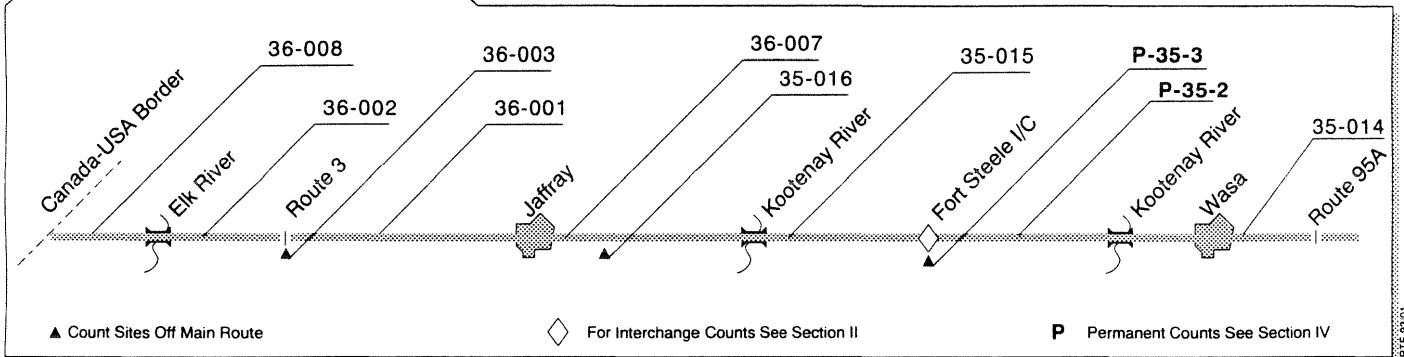 36-008
36-003
36-007
35-015
P-35-3
36-002
36-001
35-016
P-35-2
35-014
Canada-USA Border
Elk River
Route 3
Jaffray
Kootenay River
Fort Steele I/C
Kootenay River
Wasa
Route 95A
Count Sites Off Main Route
For Interchange Counts See Section II
P Permanent Counts See Section IV